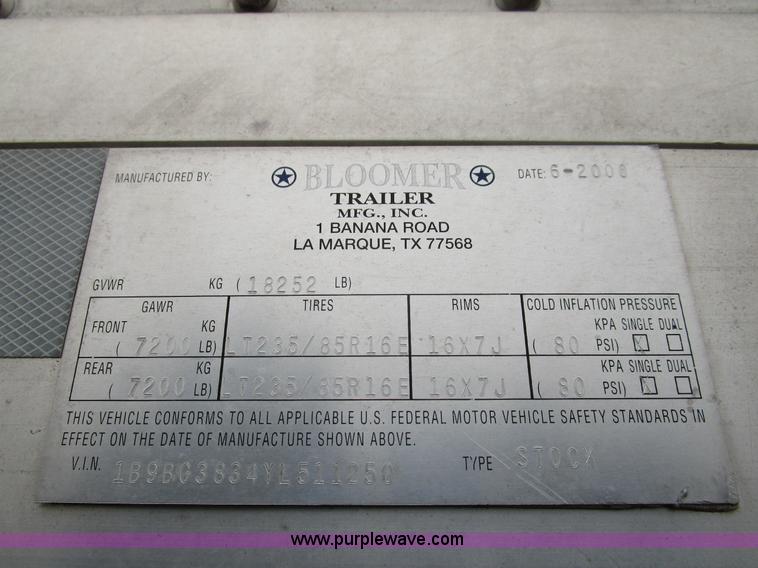 MANUFACTURED BY:
BLOOMER
DATE: 6-2000
TRAILER
MFG., INC.
1 BANANA ROAD
LA MARQUE, TX 77568
GVWR KG ( 18252 LB)
GAWR TIRES RIMS COLD INFLATION PRESSURE
FRONT KG KPA SINGLE DUAL
( 7200 LB) LT235/85R16E 16X7J ( 80 PSI) X
REAR KG KPA SINGLE DUAL
( 7200 LB) LT235/85R16E 16X7J ( 80 PSI) X
THIS VEHICLE CONFORMS TO ALL APPLICABLE U.S. FEDERAL MOTOR VEHICLE SAFETY STANDARDS IN
EFFECT ON THE DATE OF MANUFACTURE SHOWN ABOVE.
V.I.N. TYPE STOCK
www.purplewave.com